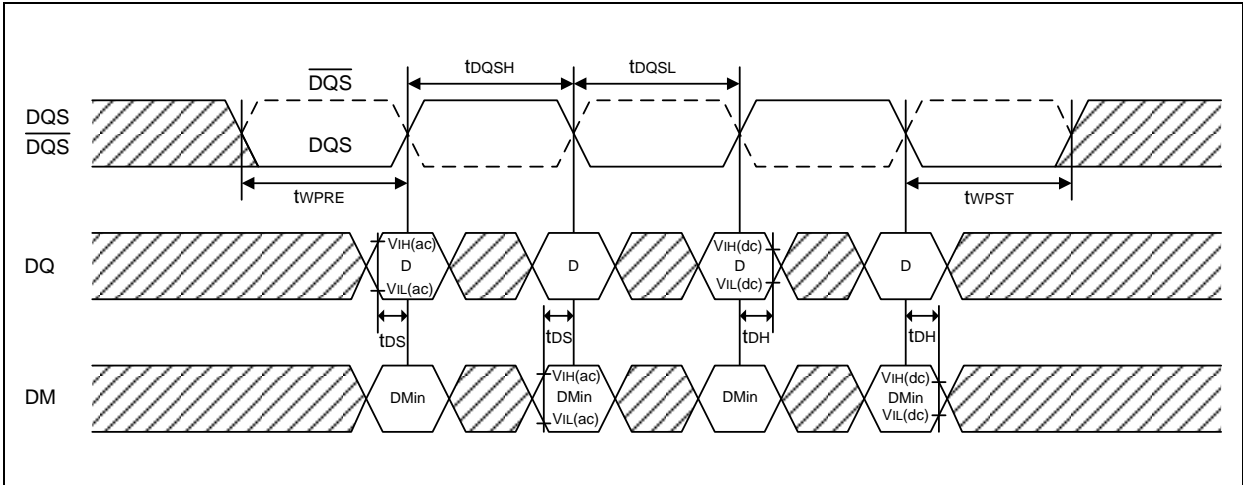 DQS
tDQSH
tDQSL
DQS
DQS
DQS
tWPRE
tWPST
DQ
VIH(ac)
D
VIL(ac)
D
VIH(dc)
D
VIL(dc)
D
tDS
tDS
tDH
tDH
DM
DMin
VIH(ac)
DMin
VIL(ac)
DMin
VIH(dc)
DMin
VIL(dc)